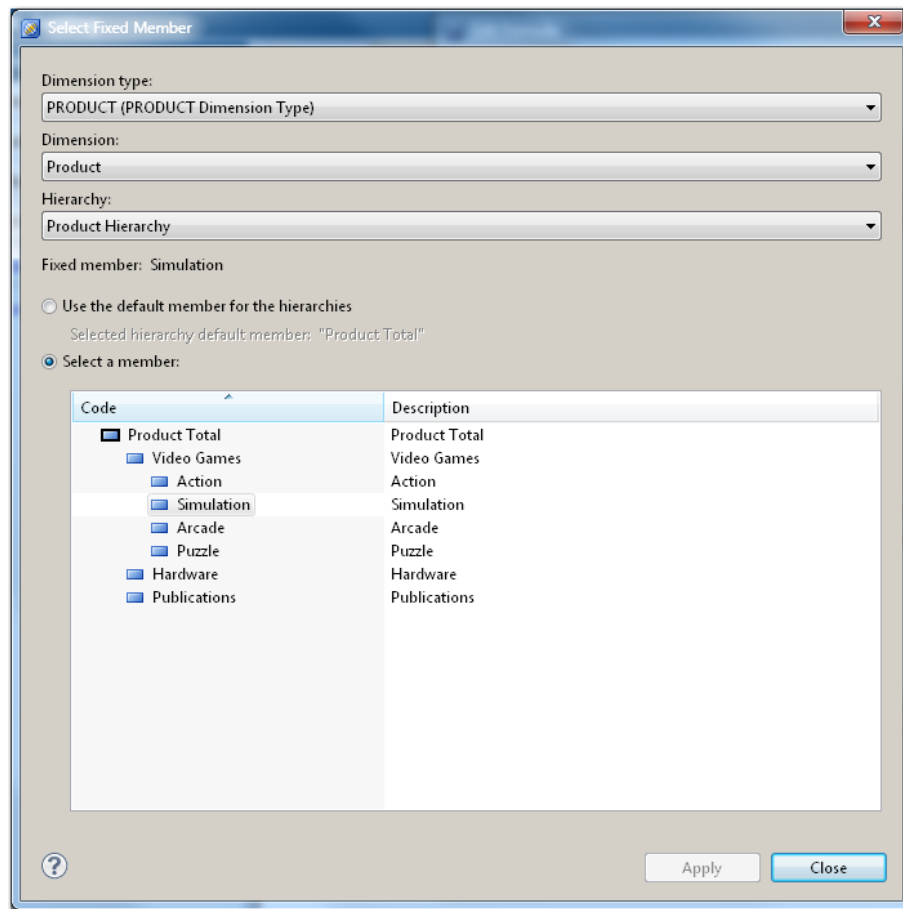 Select Fixed Member
Dimension type:
PRODUCT (PRODUCT Dimension Type)
Dimension:
Product
Hierarchy:
Product Hierarchy
Fixed member: Simulation
Use the default member for the hierarchies
Selected hierarchy default member: "Product Total"
Select a member:
Code Description
Product Total Product Total
Video Games Video Games
Action Action
Simulation Simulation
Arcade Arcade
Puzzle Puzzle
Hardware Hardware
Publications Publications
? Apply Close